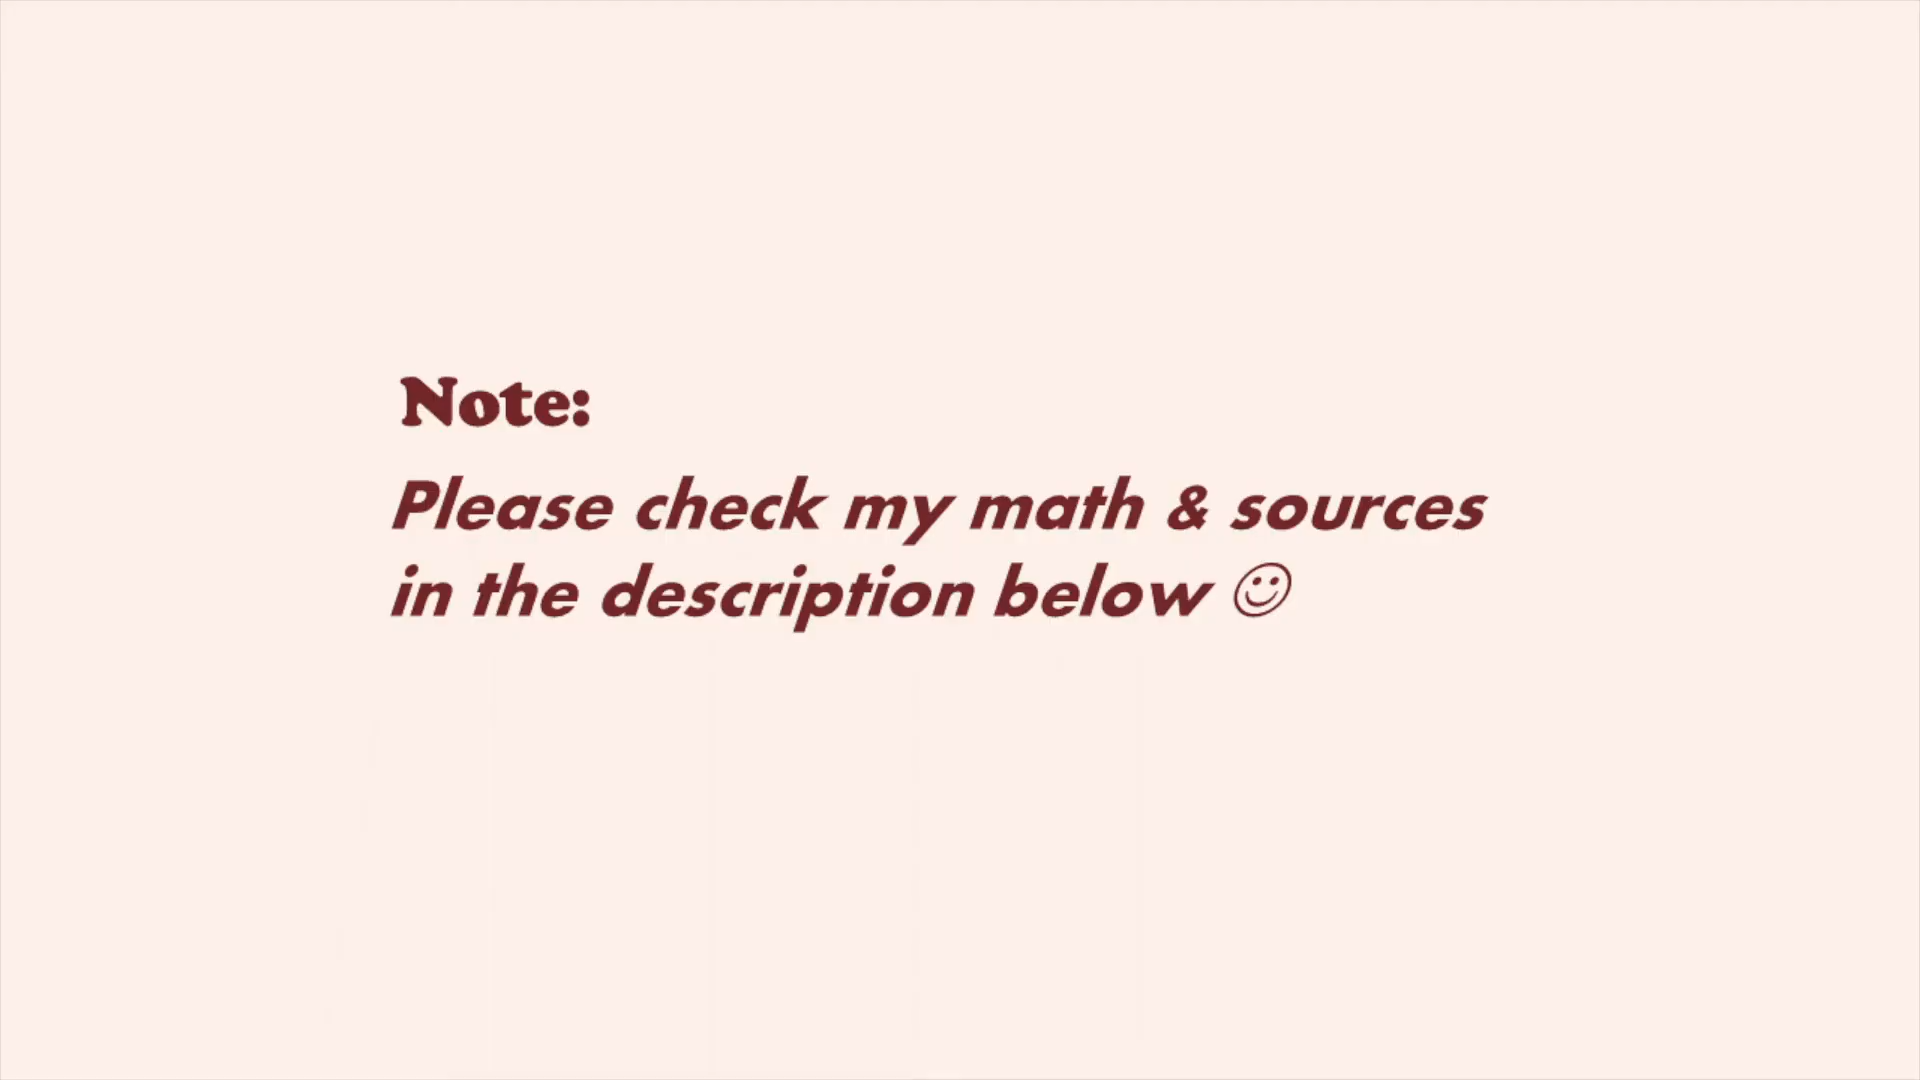 Note:
Please check my math & sources
in the description below ☺